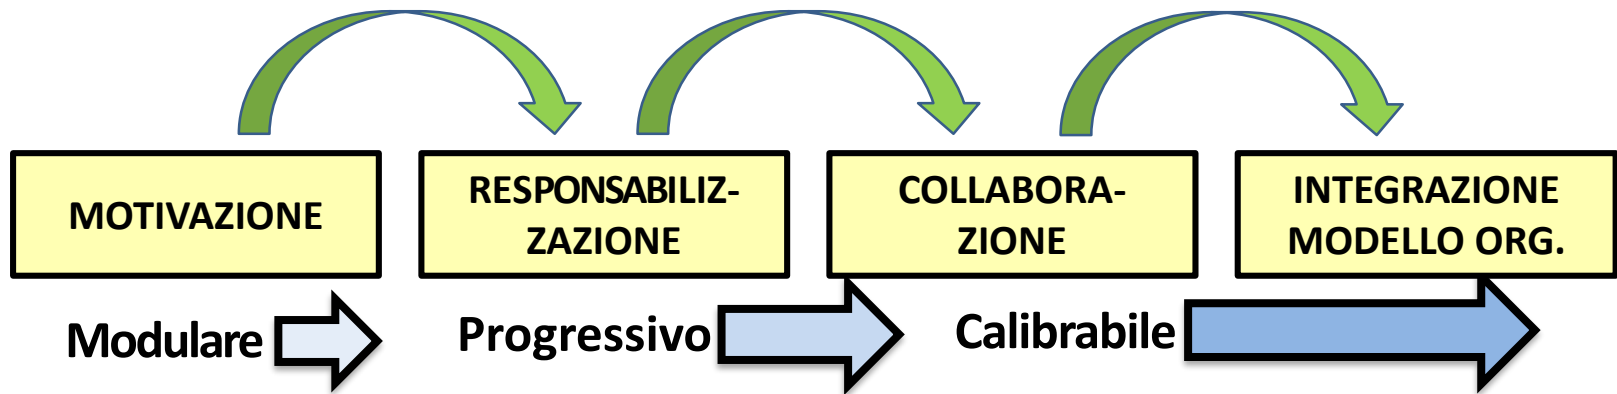 MOTIVAZIONE
RESPONSABILIZ-
ZAZIONE
COLLABORA-
ZIONE
INTEGRAZIONE
MODELLO ORG.
Modulare
Progressivo
Calibrabile